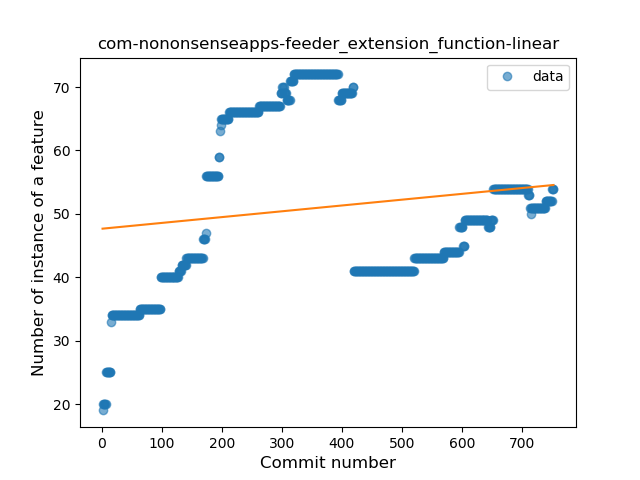 com-nononsenseapps-feeder_extension_function-linear
data
Number of instance of a feature
70
60
50
40
30
20
0 100 200 300 400 500 600 700
Commit number